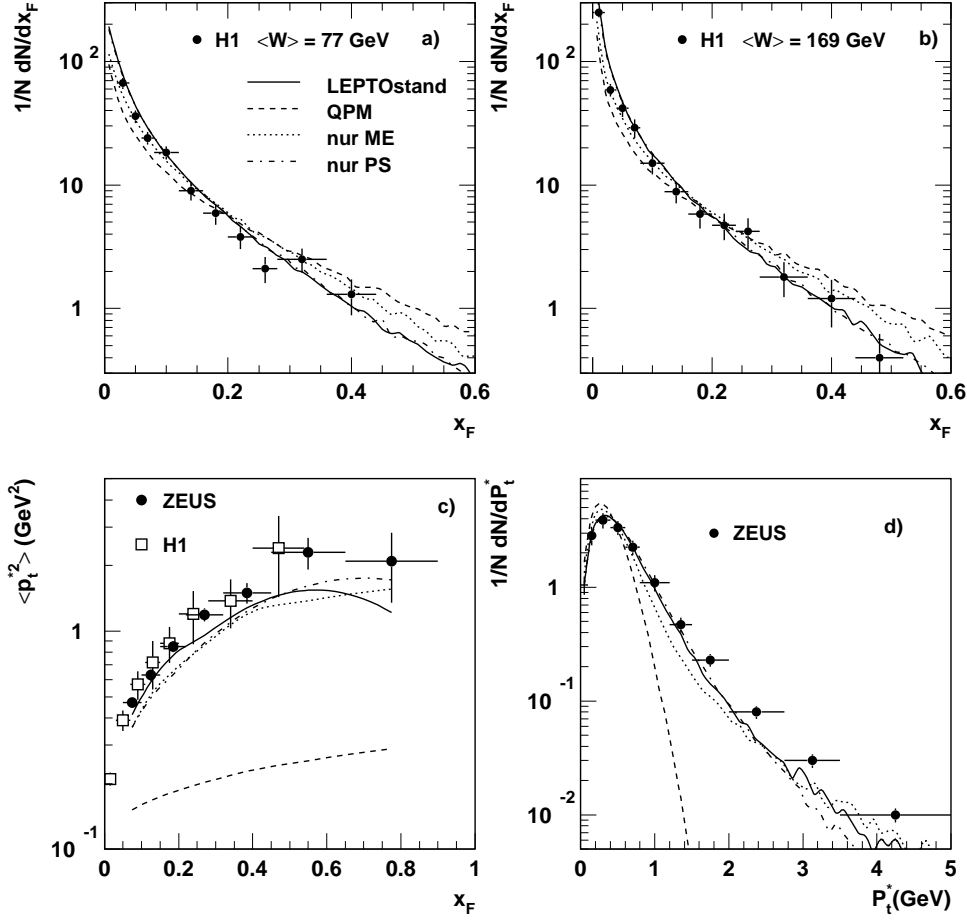 1/N dN/dx_F
H1 <W> = 77 GeV a)
LEPTOstand
QPM
nur ME
nur PS
10^2
10
1
0 0.2 0.4 0.6
x_F
1/N dN/dx_F
H1 <W> = 169 GeV b)
10^2
10
1
0 0.2 0.4 0.6
x_F
<p_t^*2> (GeV^2)
ZEUS
H1
c)
1
10^-1
0 0.2 0.4 0.6 0.8 1
x_F
1/N dN/dP_t^*
ZEUS
d)
1
10^-1
10^-2
0 1 2 3 4 5
P_t^*(GeV)